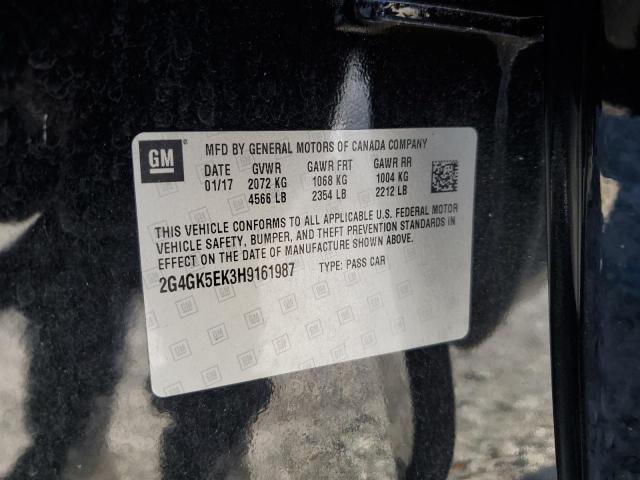 GM
MFD BY GENERAL MOTORS OF CANADA COMPANY
DATE GVWR GAWR FRT GAWR RR
01/17 2072 KG 1068 KG 1004 KG
4566 LB 2354 LB 2212 LB
THIS VEHICLE CONFORMS TO ALL APPLICABLE U.S. FEDERAL MOTOR
VEHICLE SAFETY, BUMPER, AND THEFT PREVENTION STANDARDS IN
EFFECT ON THE DATE OF MANUFACTURE SHOWN ABOVE.
2G4GK5EK3H9161987 TYPE: PASS CAR